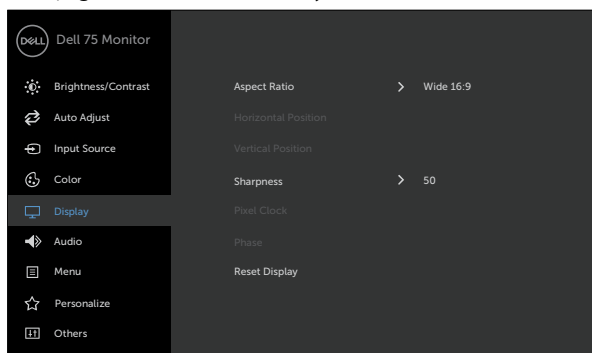 DELL Dell 75 Monitor
Brightness/Contrast
Auto Adjust
Input Source
Color
Display
Audio
Menu
Personalize
Others
Aspect Ratio > Wide 16:9
Horizontal Position
Vertical Position
Sharpness > 50
Pixel Clock
Phase
Reset Display